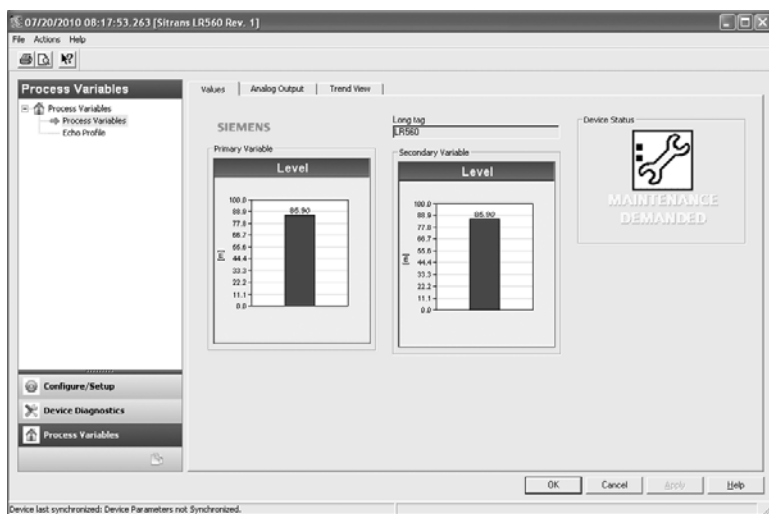 07/20/2010 08:17:53.263 [Sitrans LR560 Rev. 1]
File Actions Help
Process Variables
Process Variables
Process Variables
Echo Profile
Configure/Setup
Device Diagnostics
Process Variables
Values Analog Output Trend View
SIEMENS
Long tag
LR560
Device Status
MAINTENANCE
DEMANDED
Primary Variable
Level
100.0
88.9
77.8
66.7
55.6
44.4
33.3
22.2
11.1
0.0
[m]
85.90
Secondary Variable
Level
100.0
88.9
77.8
66.7
55.6
44.4
33.3
22.2
11.1
0.0
[m]
85.90
OK Cancel Apply Help
Device last synchronized: Device Parameters not Synchronized.